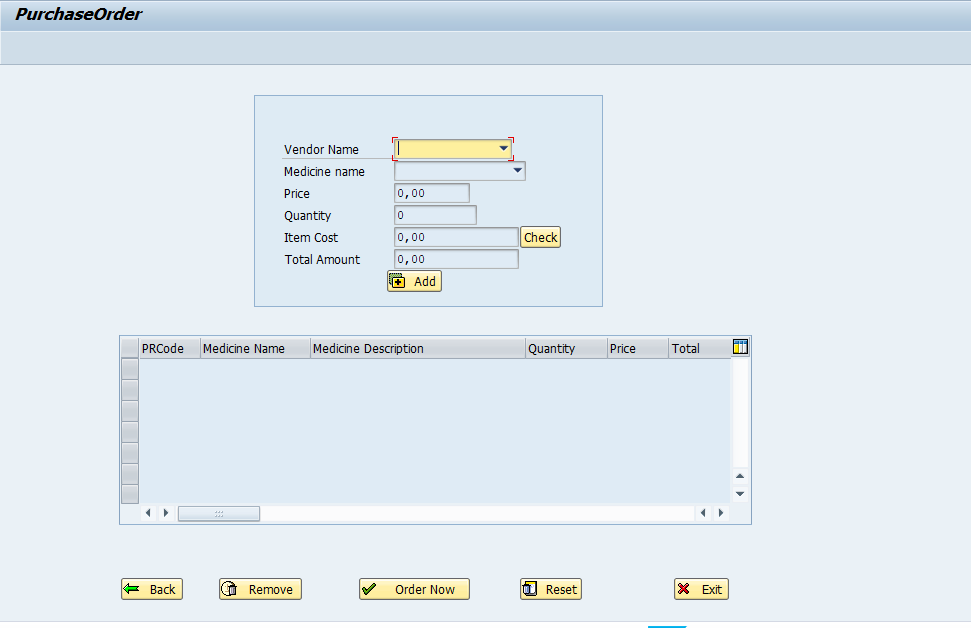 PurchaseOrder
Vendor Name
Medicine name
Price 0,00
Quantity 0
Item Cost 0,00 Check
Total Amount 0,00
Add
PRCode Medicine Name Medicine Description Quantity Price Total
Back Remove Order Now Reset Exit